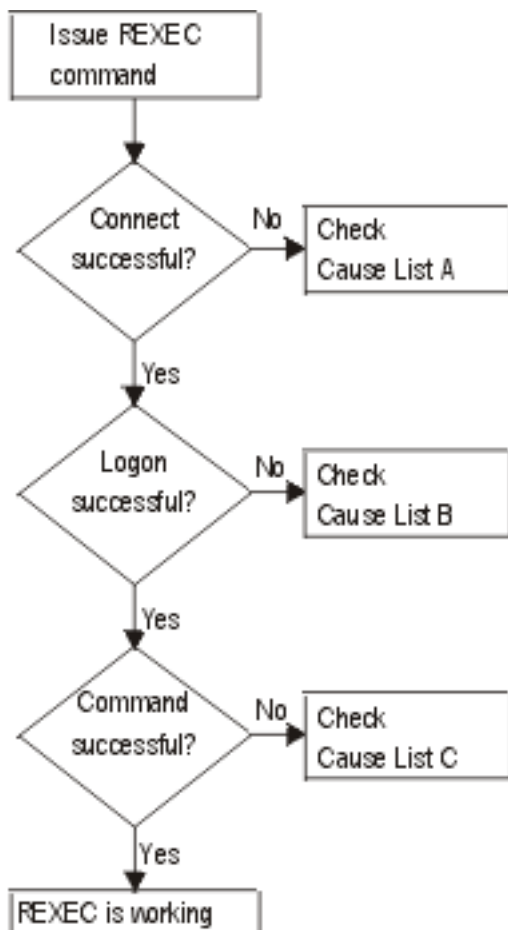 Issue REXEC
command
Connect
successful?
No
Check
Cause List A
Yes
Logon
successful?
No
Check
Cause List B
Yes
Command
successful?
No
Check
Cause List C
Yes
REXEC is working